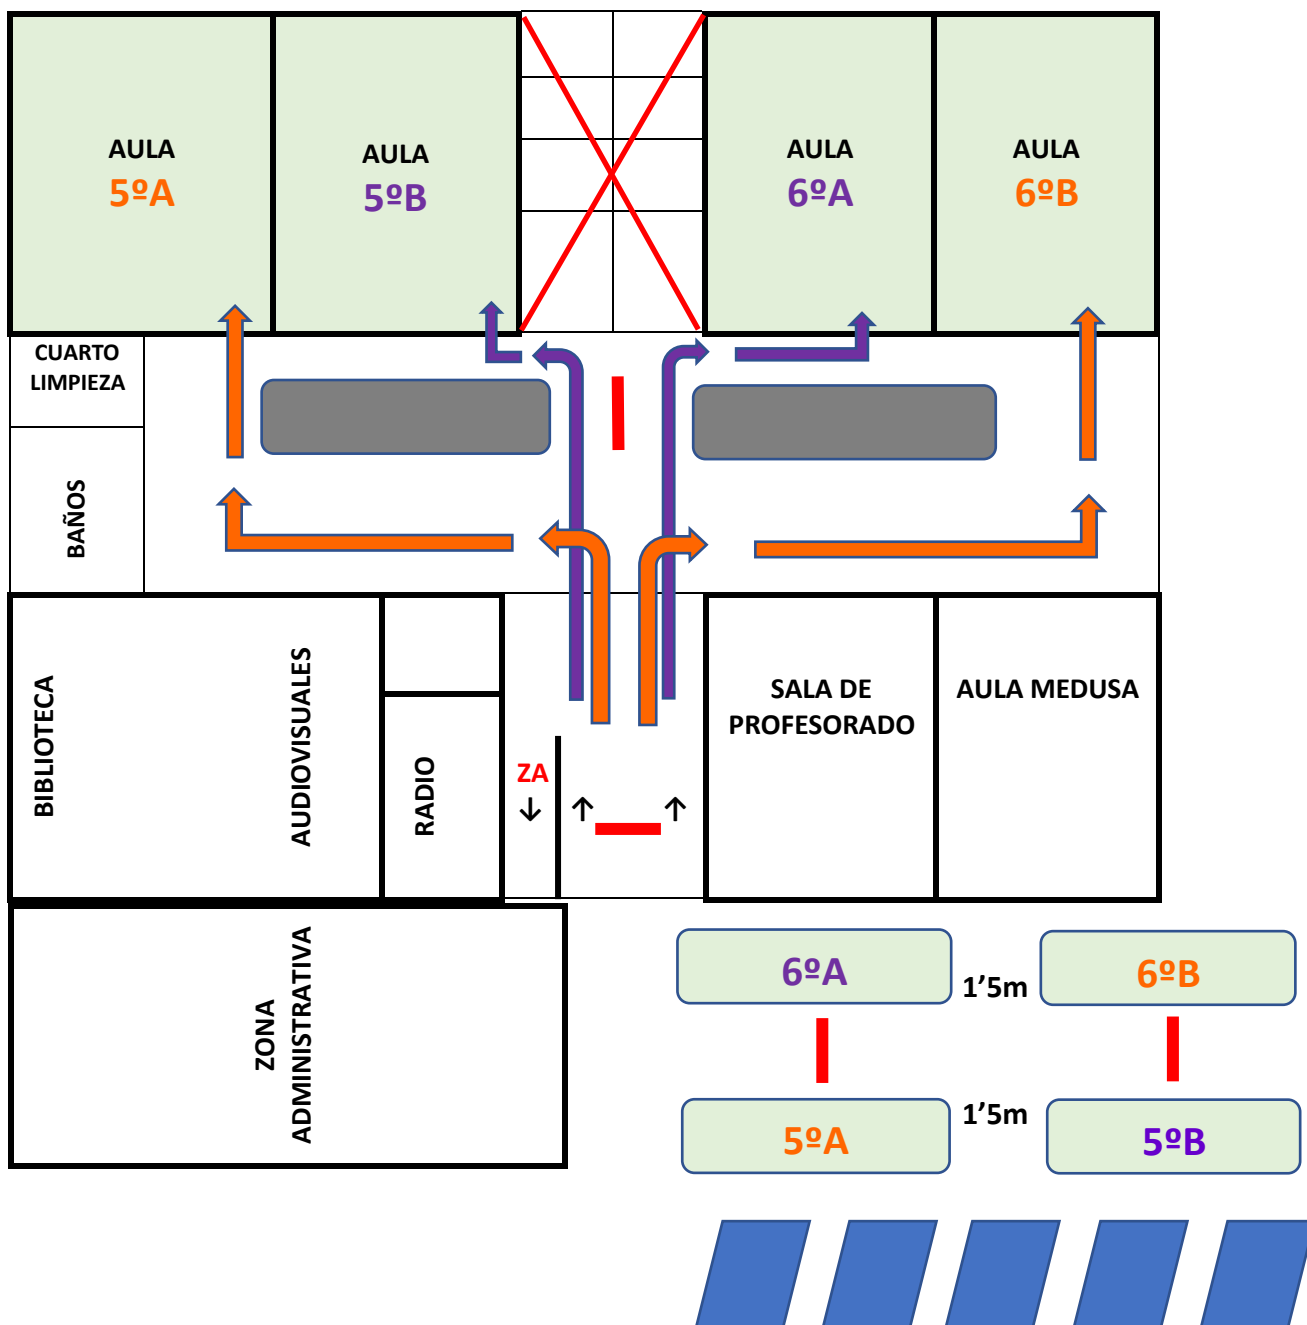 AULA
5ºA
AULA
5ºB
AULA
6ºA
AULA
6ºB
CUARTO
LIMPIEZA
BAÑOS
BIBLIOTECA
AUDIOVISUALES
RADIO
ZA
SALA DE
PROFESORADO
AULA MEDUSA
ZONA
ADMINISTRATIVA
6ºA
1'5m
6ºB
5ºA
1'5m
5ºB